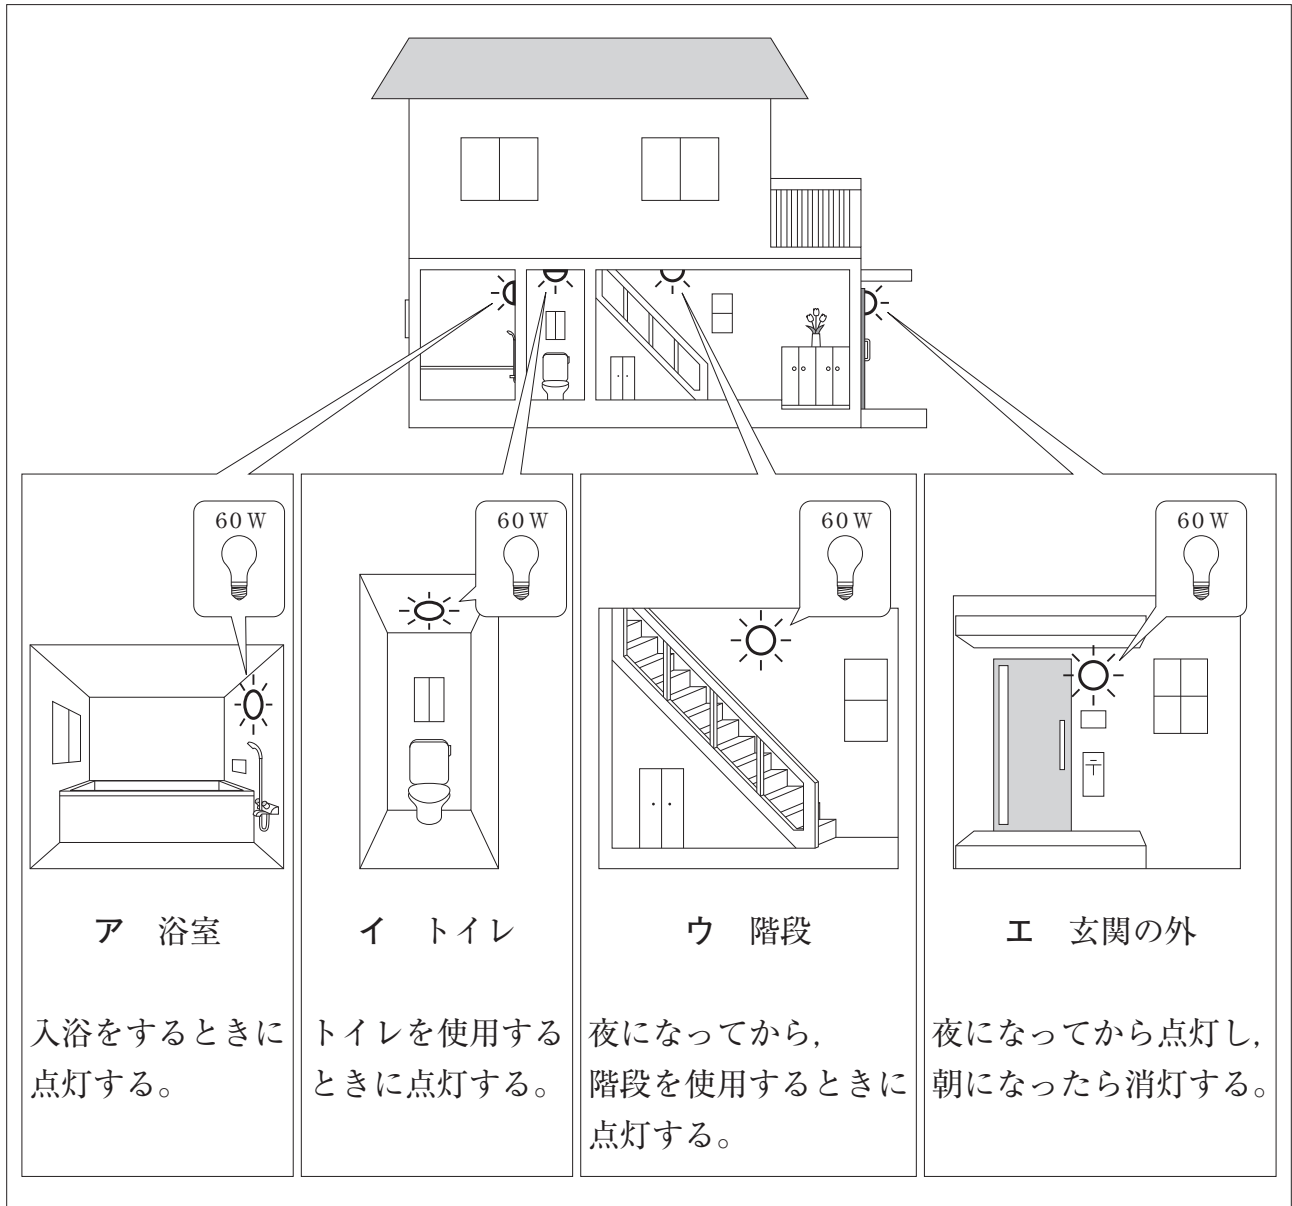 60 W
60 W
60 W
60 W
ア 浴室
入浴をするときに
点灯する。
イ トイレ
トイレを使用する
ときに点灯する。
ウ 階段
夜になってから,
階段を使用するときに
点灯する。
エ 玄関の外
夜になってから点灯し,
朝になったら消灯する。